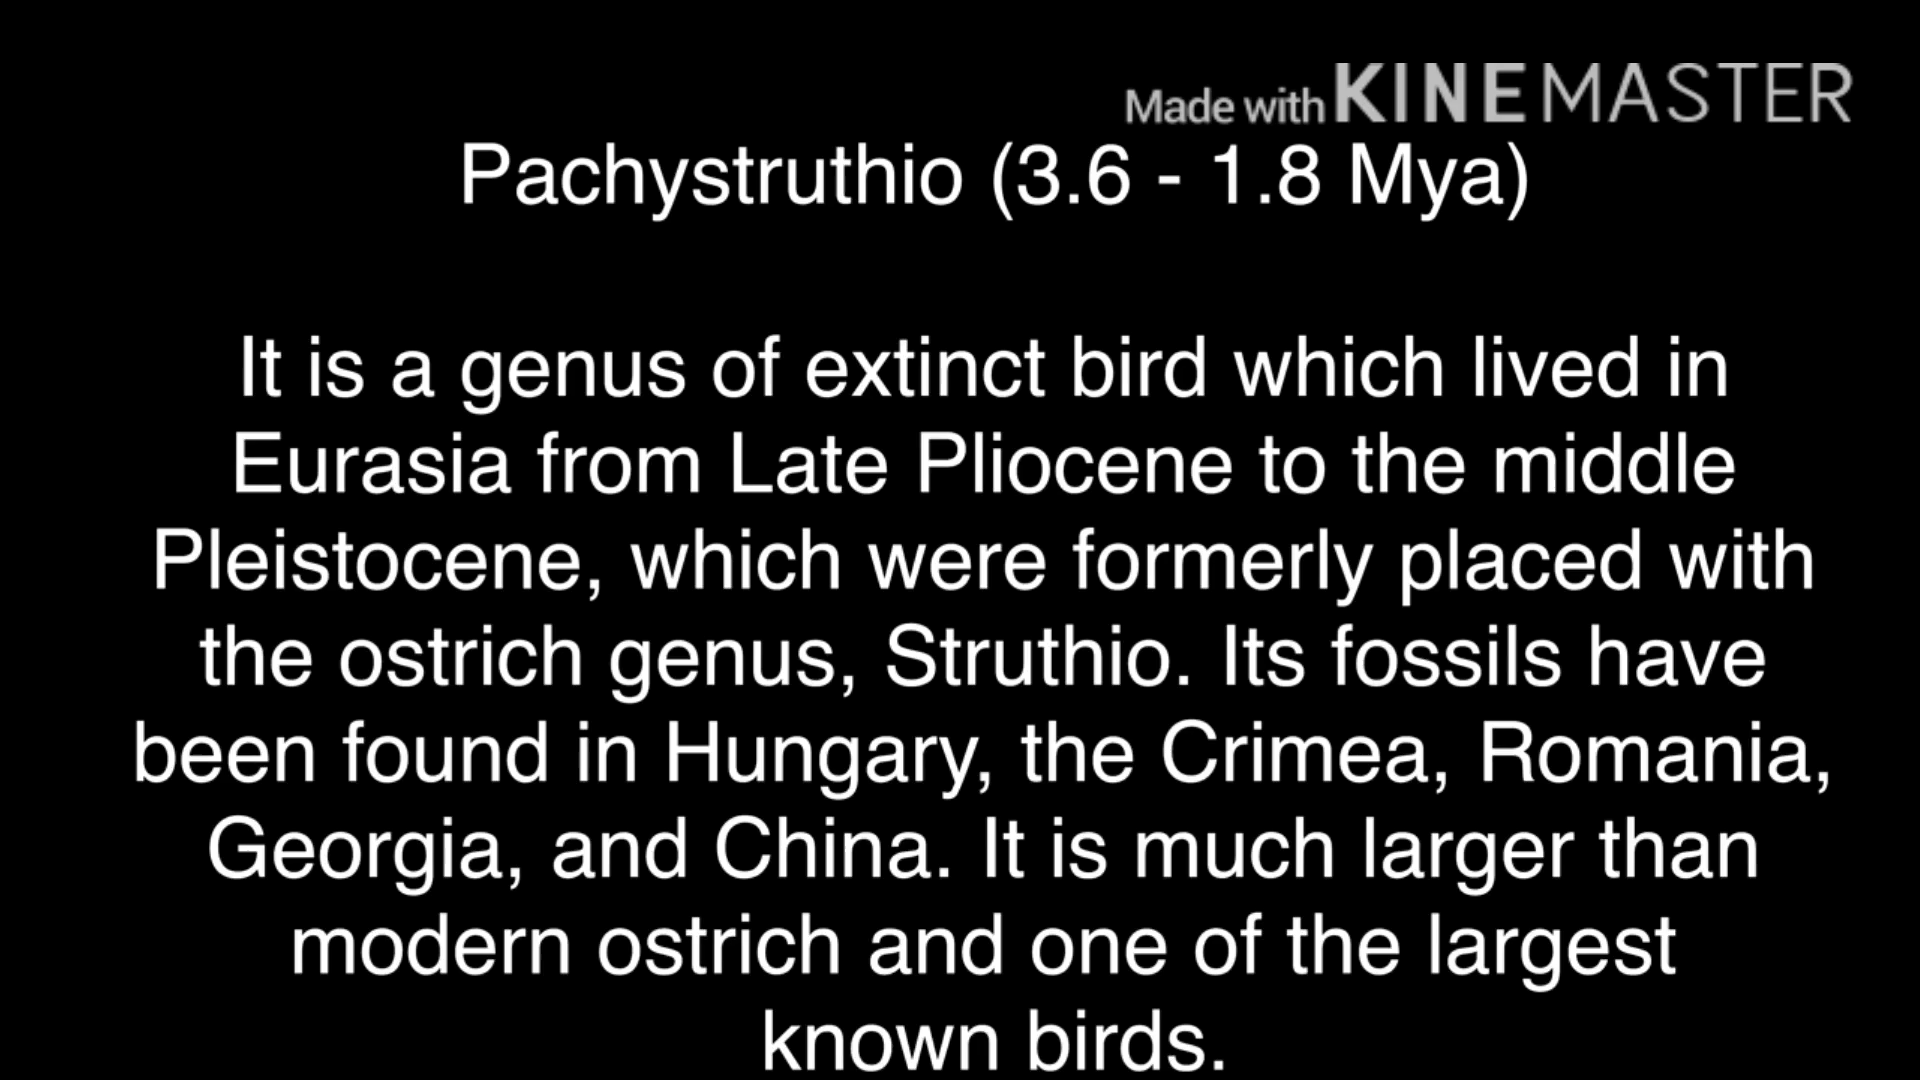 Made with KINEMASTER
Pachystruthio (3.6 - 1.8 Mya)
It is a genus of extinct bird which lived in
Eurasia from Late Pliocene to the middle
Pleistocene, which were formerly placed with
the ostrich genus, Struthio. Its fossils have
been found in Hungary, the Crimea, Romania,
Georgia, and China. It is much larger than
modern ostrich and one of the largest
known birds.